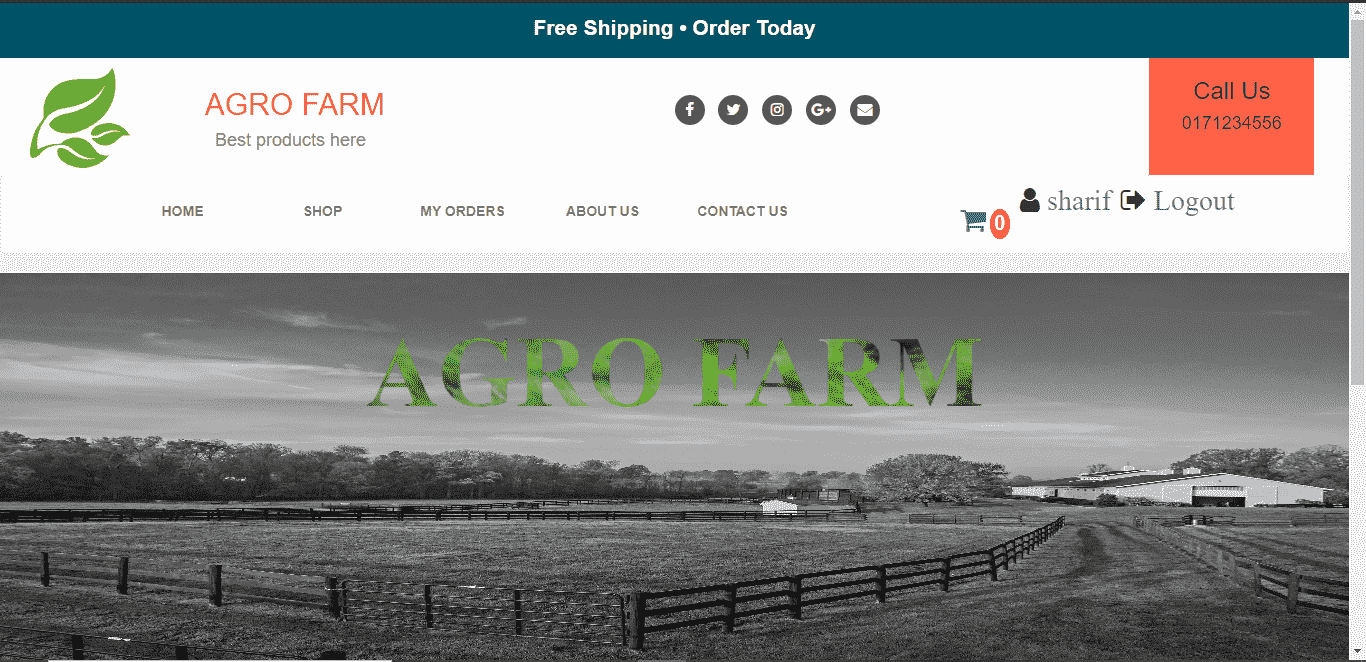 Free Shipping • Order Today
AGRO FARM
Best products here
Call Us
0171234556
HOME SHOP MY ORDERS ABOUT US CONTACT US
0
sharif Logout
AGRO FARM